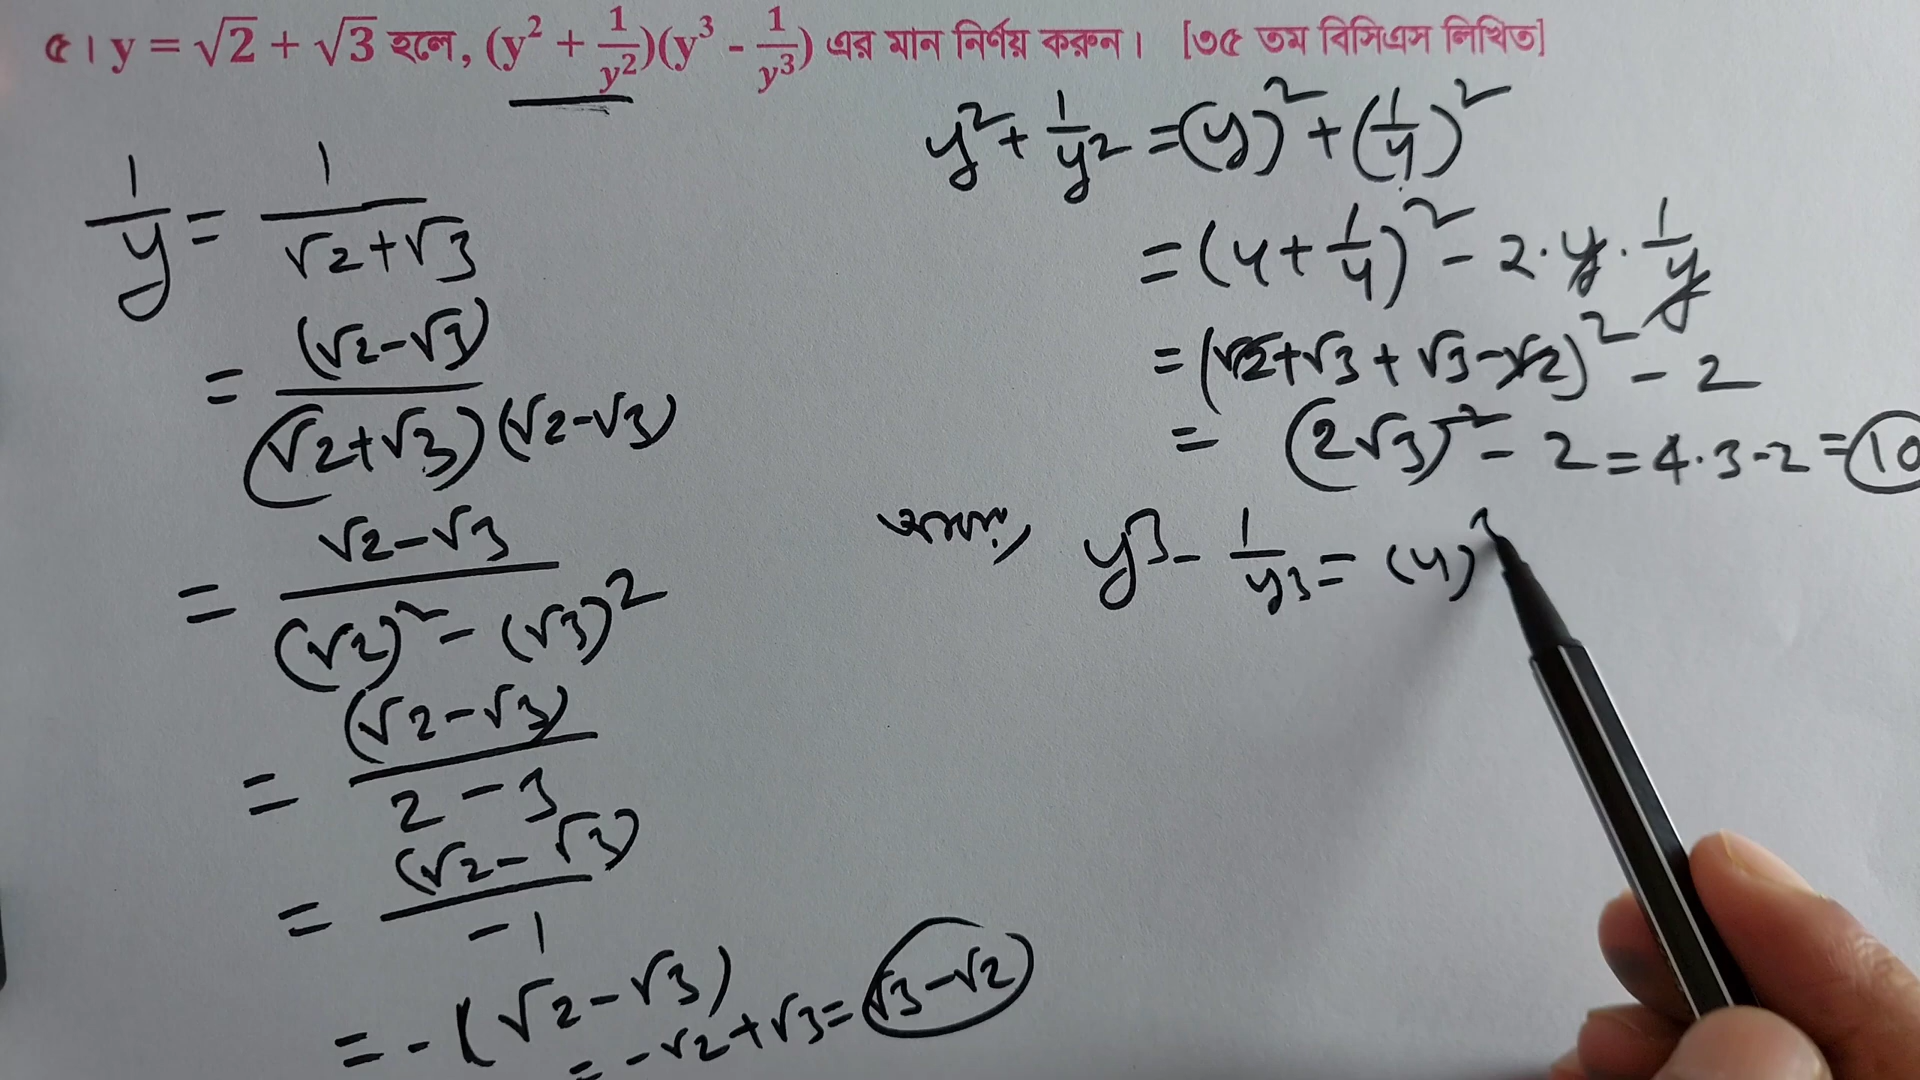 ৫। y = √2 + √3 হলে, (y² + 1/y²)(y³ - 1/y³) এর মান নির্ণয় করুন। [৩৫ তম বিসিএস লিখিত]
1/y = 1/(√2+√3)
= (√2-√3)/((√2+√3)(√2-√3))
= (√2-√3)/((√2)² - (√3)²)
= (√2-√3)/(2-3)
= (√2-√3)/-1
= -(√2-√3)
= -√2+√3 = √3-√2
y² + 1/y² = (y)² + (1/y)²
= (y + 1/y)² - 2·y·1/y
= (√2+√3+√3-√2)² - 2
= (2√3)² - 2 = 4·3-2 = 10
y³ - 1/y³ = (y)³